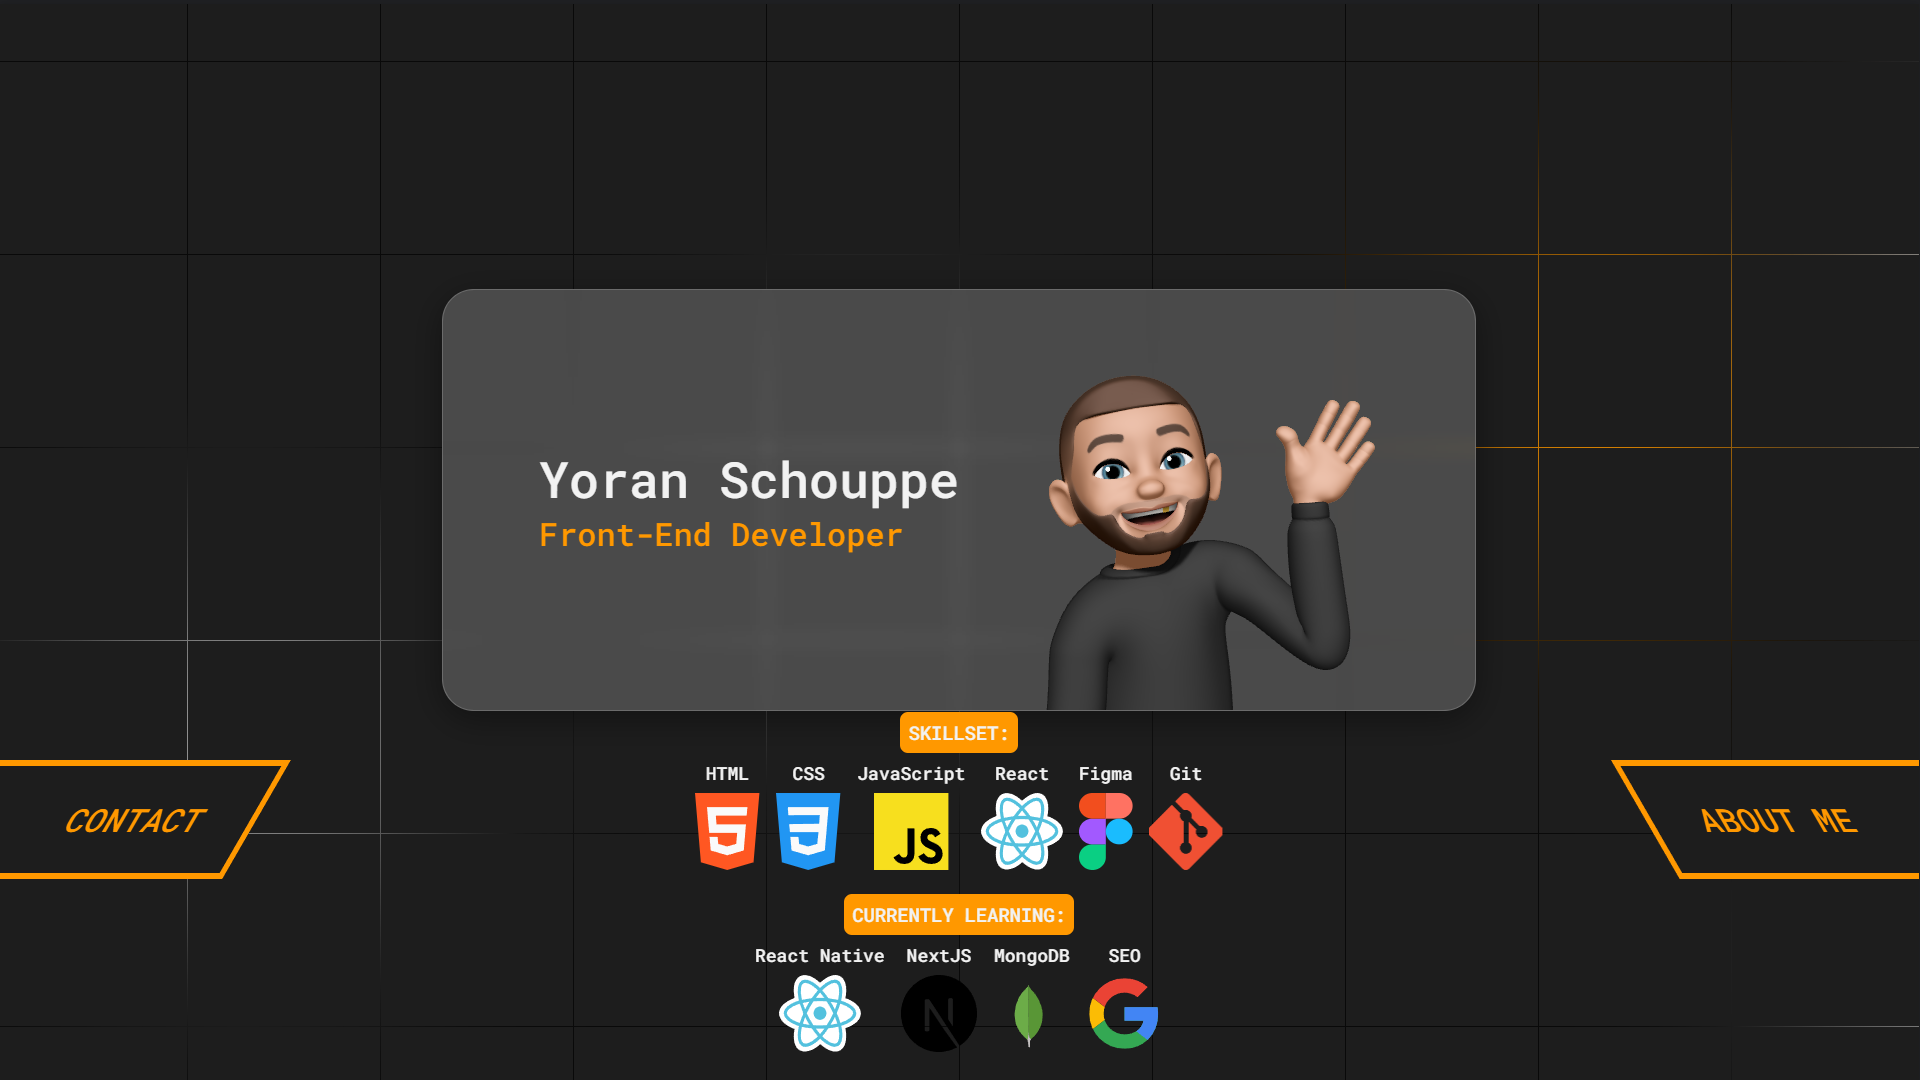 Yoran Schouppe
Front-End Developer
SKILLSET:
HTML CSS JavaScript React Figma Git
JS
CONTACT
ABOUT ME
CURRENTLY LEARNING:
React Native NextJS MongoDB SEO